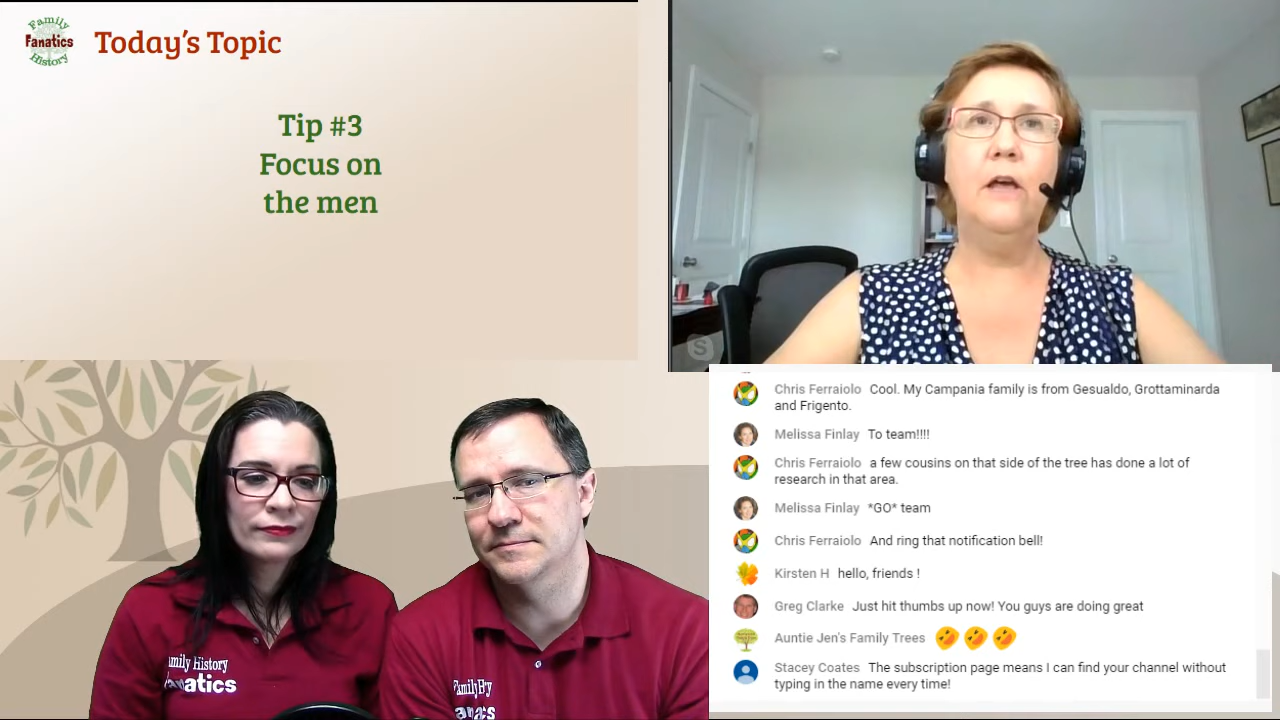 Family
Fanatics
History
Today's Topic
Tip #3
Focus on
the men
Chris Ferraiolo Cool. My Campania family is from Gesualdo, Grottaminarda
and Frigento.
Melissa Finlay To team!!!!
Chris Ferraiolo a few cousins on that side of the tree has done a lot of
research in that area.
Melissa Finlay *GO* team
Chris Ferraiolo And ring that notification bell!
Kirsten H hello, friends !
Greg Clarke Just hit thumbs up now! You guys are doing great
Auntie Jen's Family Trees
Stacey Coates The subscription page means I can find your channel without
typing in the name every time!
amily History
anatics
Family